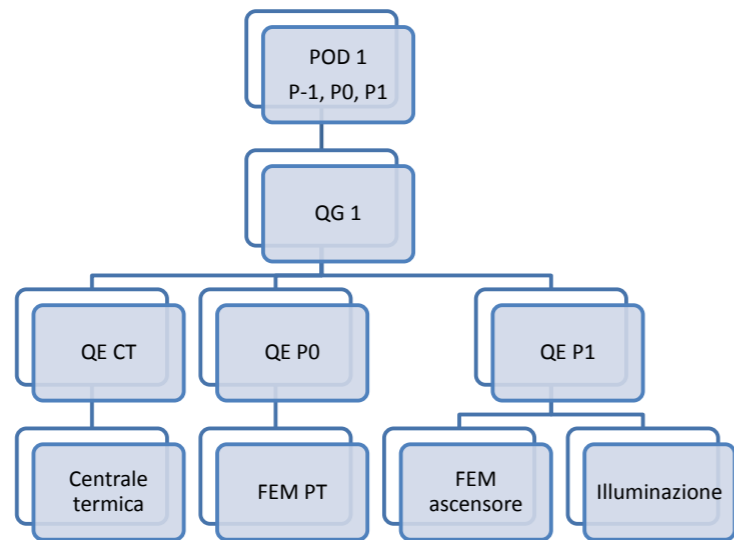 POD 1
P-1, P0, P1
QG 1
QE CT
QE P0
QE P1
Centrale
termica
FEM PT
FEM
ascensore
Illuminazione